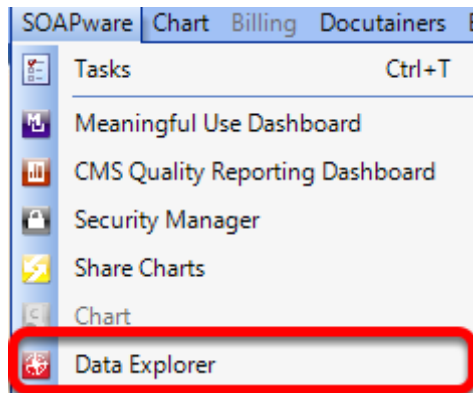 SOAPware Chart Billing Docutainers
Tasks Ctrl+T
Meaningful Use Dashboard
CMS Quality Reporting Dashboard
Security Manager
Share Charts
Chart
Data Explorer